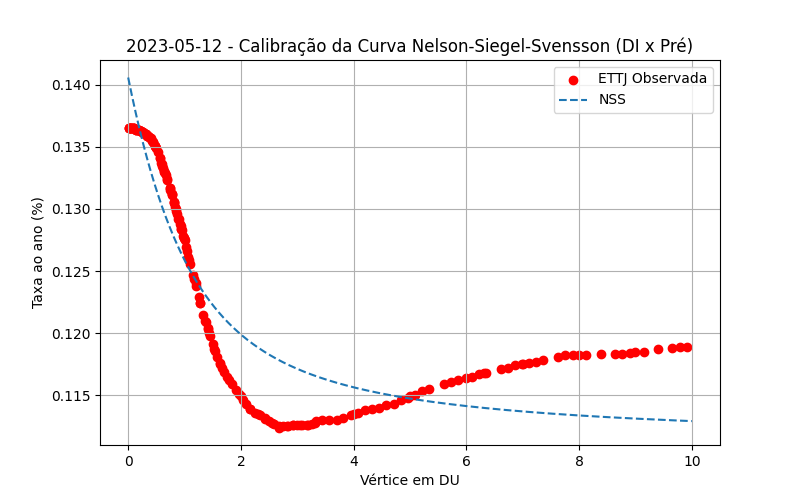 2023-05-12 - Calibração da Curva Nelson-Siegel-Svensson (DI x Pré)
ETTJ Observada
NSS
Taxa ao ano (%)
0.140
0.135
0.130
0.125
0.120
0.115
0
2
4
6
8
10
Vértice em DU